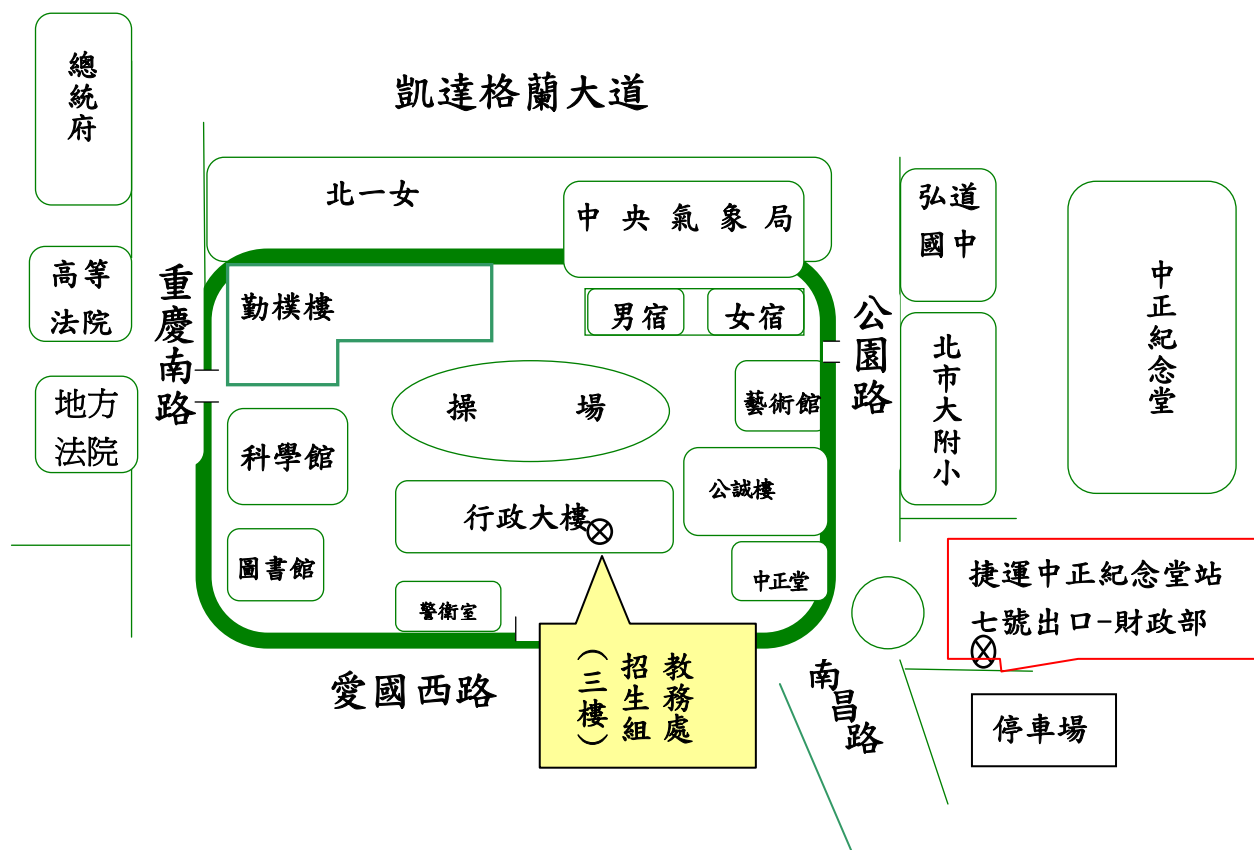 總統府
凱達格蘭大道
北一女
中央氣象局
弘道
國中
中正紀念堂
高等
法院
重慶南路
勤樸樓
男宿
女宿
公園路
北市大附小
地方
法院
操場
藝術館
科學館
公誠樓
行政大樓
圖書館
中正堂
警衛室
捷運中正紀念堂站
七號出口-財政部
愛國西路
教務處
招生組
(三樓)
南昌路
停車場